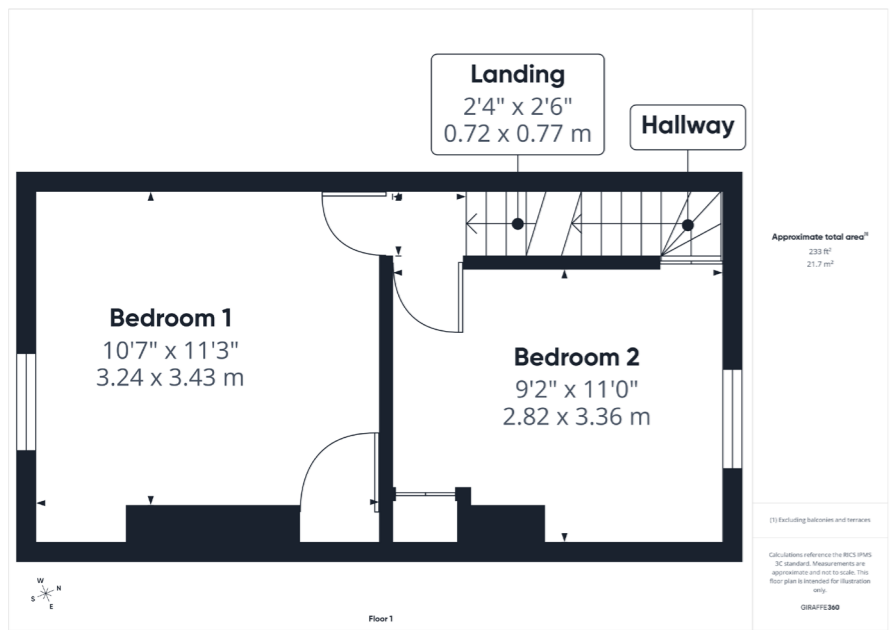 Landing
2'4" x 2'6"
0.72 x 0.77 m
Hallway
Bedroom 1
10'7" x 11'3"
3.24 x 3.43 m
Bedroom 2
9'2" x 11'0"
2.82 x 3.36 m
Approximate total area⁽¹⁾
233 ft²
21.7 m²
(1) Excluding balconies and terraces
Calculations reference the RICS IPMS
3C standard. Measurements are
approximate and not to scale. This
floor plan is intended for illustration
only.
GIRAFFE360
W
N
S
E
Floor 1